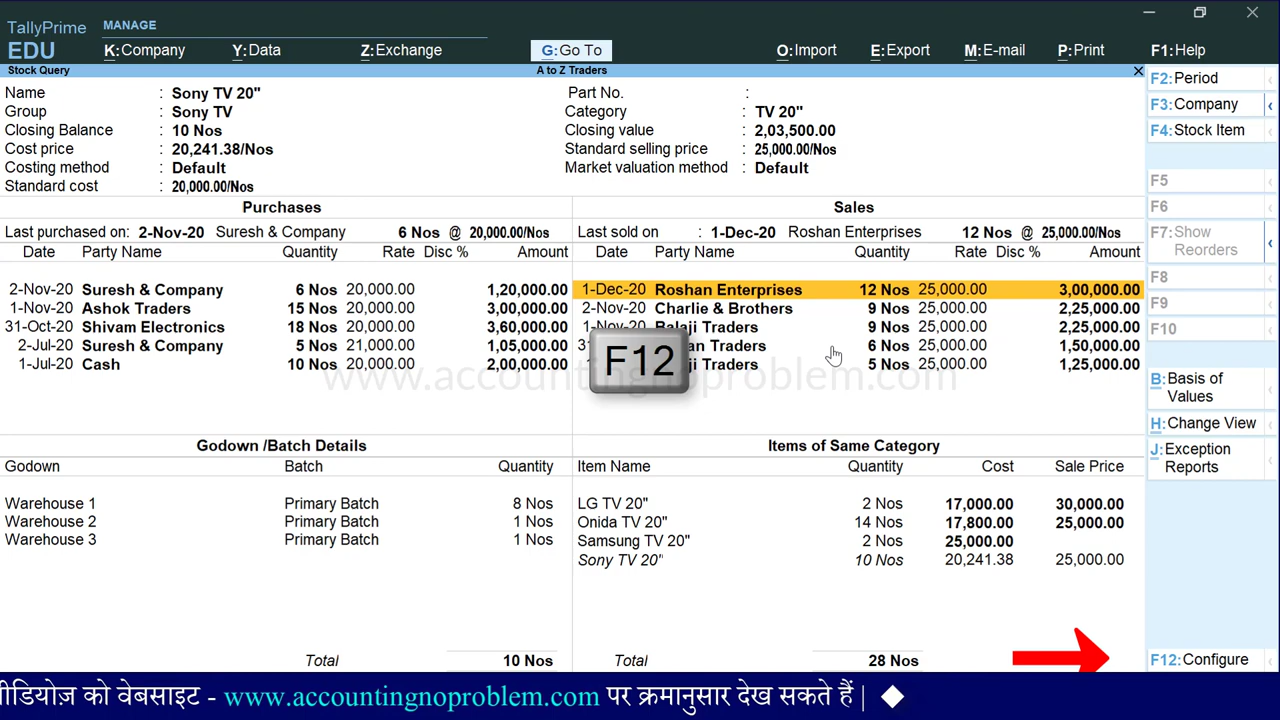 TallyPrime MANAGE
EDU K:Company Y:Data Z:Exchange G:Go To O:Import E:Export M:E-mail P:Print F1:Help
Stock Query A to Z Traders
Name : Sony TV 20" Part No. :
Group : Sony TV Category : TV 20"
Closing Balance : 10 Nos Closing value : 2,03,500.00
Cost price : 20,241.38/Nos Standard selling price : 25,000.00/Nos
Costing method : Default Market valuation method : Default
Standard cost : 20,000.00/Nos
Purchases Sales
Last purchased on: 2-Nov-20 Suresh & Company 6 Nos @ 20,000.00/Nos Last sold on : 1-Dec-20 Roshan Enterprises 12 Nos @ 25,000.00/Nos
Date Party Name Quantity Rate Disc % Amount Date Party Name Quantity Rate Disc % Amount
2-Nov-20 Suresh & Company 6 Nos 20,000.00 1,20,000.00 1-Dec-20 Roshan Enterprises 12 Nos 25,000.00 3,00,000.00
1-Nov-20 Ashok Traders 15 Nos 20,000.00 3,00,000.00 2-Nov-20 Charlie & Brothers 9 Nos 25,000.00 2,25,000.00
31-Oct-20 Shivam Electronics 18 Nos 20,000.00 3,60,000.00 1-Nov-20 Balaji Traders 9 Nos 25,000.00 2,25,000.00
2-Jul-20 Suresh & Company 5 Nos 21,000.00 1,05,000.00 Traders 6 Nos 25,000.00 1,50,000.00
1-Jul-20 Cash 10 Nos 20,000.00 2,00,000.00 Traders 5 Nos 25,000.00 1,25,000.00
F12
www.accountingnoproblem.com
Godown /Batch Details Items of Same Category
Godown Batch Quantity Item Name Quantity Cost Sale Price
Warehouse 1 Primary Batch 8 Nos LG TV 20" 2 Nos 17,000.00 30,000.00
Warehouse 2 Primary Batch 1 Nos Onida TV 20" 14 Nos 17,800.00 25,000.00
Warehouse 3 Primary Batch 1 Nos Samsung TV 20" 2 Nos 25,000.00
Sony TV 20" 10 Nos 20,241.38 25,000.00
Total 10 Nos Total 28 Nos
F2:Period
F3:Company
F4:Stock Item
F5
F6
F7:Show
Reorders
F8
F9
F10
B:Basis of
Values
H:Change View
J:Exception
Reports
F12:Configure
को वेबसाइट - www.accountingnoproblem.com पर क्रमानुसार देख सकते हैं |